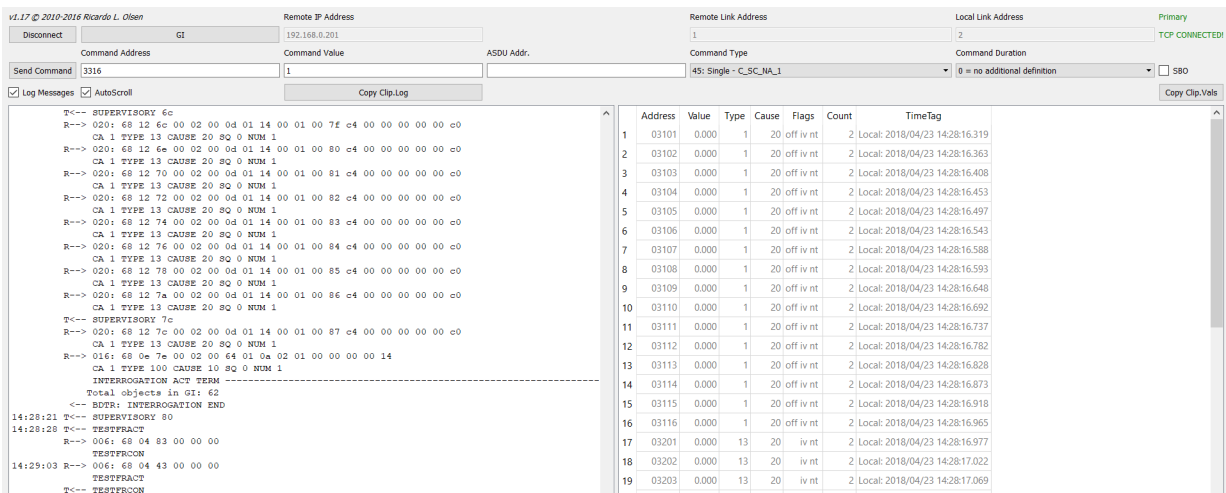 v1.17 © 2010-2016 Ricardo L. Olsen Remote IP Address Remote Link Address Local Link Address Primary
Disconnect GI 192.168.0.201 1 2 TCP CONNECTED!
Command Address Command Value ASDU Addr. Command Type Command Duration
Send Command 3316 1 45: Single - C_SC_NA_1 0 = no additional definition SBO
Log Messages AutoScroll Copy Clip.Log Copy Clip.Vals
T<-- SUPERVISORY 6c
R--> 020: 68 12 6c 00 02 00 0d 01 14 00 01 00 7f c4 00 00 00 00 00 c0
CA 1 TYPE 13 CAUSE 20 SQ 0 NUM 1
R--> 020: 68 12 6e 00 02 00 0d 01 14 00 01 00 80 c4 00 00 00 00 00 c0
CA 1 TYPE 13 CAUSE 20 SQ 0 NUM 1
R--> 020: 68 12 70 00 02 00 0d 01 14 00 01 00 81 c4 00 00 00 00 00 c0
CA 1 TYPE 13 CAUSE 20 SQ 0 NUM 1
R--> 020: 68 12 72 00 02 00 0d 01 14 00 01 00 82 c4 00 00 00 00 00 c0
CA 1 TYPE 13 CAUSE 20 SQ 0 NUM 1
R--> 020: 68 12 74 00 02 00 0d 01 14 00 01 00 83 c4 00 00 00 00 00 c0
CA 1 TYPE 13 CAUSE 20 SQ 0 NUM 1
R--> 020: 68 12 76 00 02 00 0d 01 14 00 01 00 84 c4 00 00 00 00 00 c0
CA 1 TYPE 13 CAUSE 20 SQ 0 NUM 1
R--> 020: 68 12 78 00 02 00 0d 01 14 00 01 00 85 c4 00 00 00 00 00 c0
CA 1 TYPE 13 CAUSE 20 SQ 0 NUM 1
R--> 020: 68 12 7a 00 02 00 0d 01 14 00 01 00 86 c4 00 00 00 00 00 c0
CA 1 TYPE 13 CAUSE 20 SQ 0 NUM 1
T<-- SUPERVISORY 7c
R--> 020: 68 12 7c 00 02 00 0d 01 14 00 01 00 87 c4 00 00 00 00 00 c0
CA 1 TYPE 13 CAUSE 20 SQ 0 NUM 1
R--> 016: 68 0e 7e 00 02 00 64 01 0a 02 01 00 00 00 00 14
CA 1 TYPE 100 CAUSE 10 SQ 0 NUM 1
INTERROGATION ACT TERM ------------------------------------------------------------
Total objects in GI: 62
<-- BDTR: INTERROGATION END
14:28:21 T<-- SUPERVISORY 80
14:28:28 T<-- TESTFRACT
R--> 006: 68 04 83 00 00 00
TESTFRCON
14:29:03 R--> 006: 68 04 43 00 00 00
TESTFRACT
T<-- TESTFRCON
Address Value Type Cause Flags Count TimeTag
1 03101 0.000 1 20 off iv nt 2 Local: 2018/04/23 14:28:16.319
2 03102 0.000 1 20 off iv nt 2 Local: 2018/04/23 14:28:16.363
3 03103 0.000 1 20 off iv nt 2 Local: 2018/04/23 14:28:16.408
4 03104 0.000 1 20 off iv nt 2 Local: 2018/04/23 14:28:16.453
5 03105 0.000 1 20 off iv nt 2 Local: 2018/04/23 14:28:16.497
6 03106 0.000 1 20 off iv nt 2 Local: 2018/04/23 14:28:16.543
7 03107 0.000 1 20 off iv nt 2 Local: 2018/04/23 14:28:16.588
8 03108 0.000 1 20 off iv nt 2 Local: 2018/04/23 14:28:16.593
9 03109 0.000 1 20 off iv nt 2 Local: 2018/04/23 14:28:16.648
10 03110 0.000 1 20 off iv nt 2 Local: 2018/04/23 14:28:16.692
11 03111 0.000 1 20 off iv nt 2 Local: 2018/04/23 14:28:16.737
12 03112 0.000 1 20 off iv nt 2 Local: 2018/04/23 14:28:16.782
13 03113 0.000 1 20 off iv nt 2 Local: 2018/04/23 14:28:16.828
14 03114 0.000 1 20 off iv nt 2 Local: 2018/04/23 14:28:16.873
15 03115 0.000 1 20 off iv nt 2 Local: 2018/04/23 14:28:16.918
16 03116 0.000 1 20 off iv nt 2 Local: 2018/04/23 14:28:16.965
17 03201 0.000 13 20 iv nt 2 Local: 2018/04/23 14:28:16.977
18 03202 0.000 13 20 iv nt 2 Local: 2018/04/23 14:28:17.022
19 03203 0.000 13 20 iv nt 2 Local: 2018/04/23 14:28:17.069